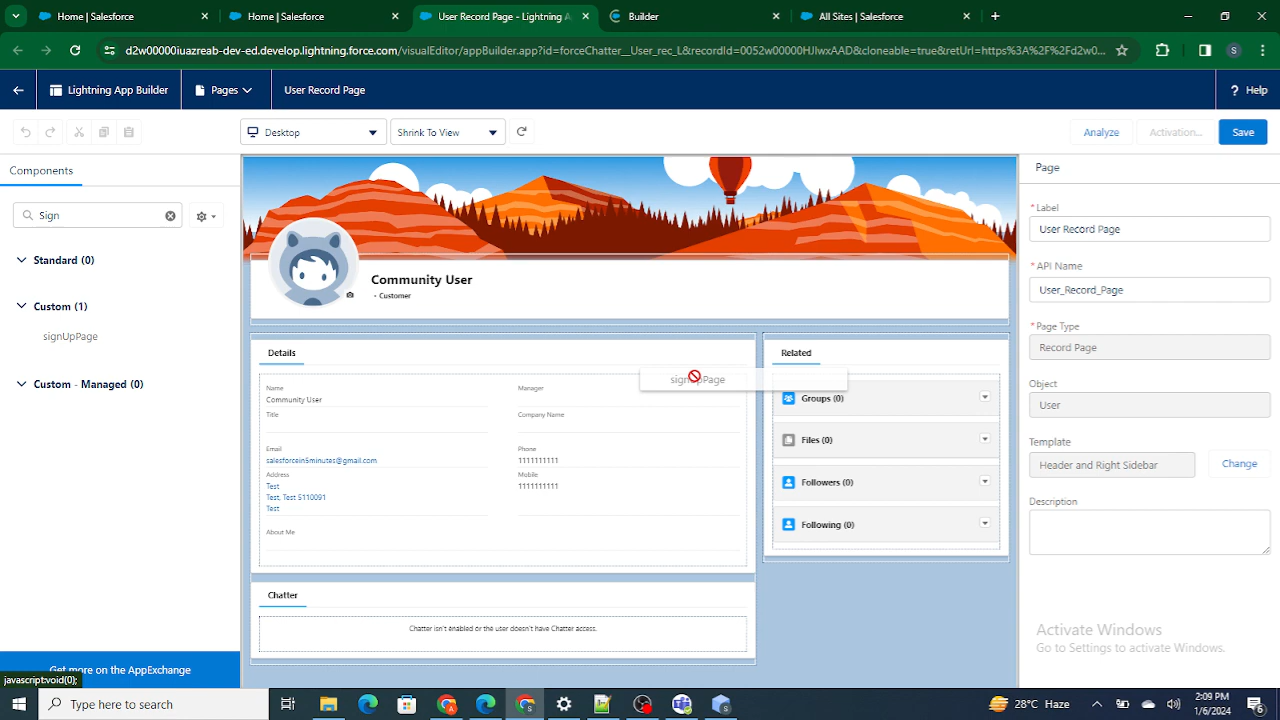 Home | Salesforce
Home | Salesforce
User Record Page - Lightning A
Builder
All Sites | Salesforce
d2w00000iuazreab-dev-ed.develop.lightning.force.com/visualEditor/appBuilder.app?id=forceChatter__User_rec_L&recordId=0052w00000HJlwxAAD&cloneable=true&retUrl=https%3A%2F%2Fd2w0...
S
Lightning App Builder
Pages
User Record Page
? Help
Desktop
Shrink To View
Analyze
Activation...
Save
Components
Sign
Standard (0)
Custom (1)
signUpPage
Custom - Managed (0)
Get more on the AppExchange
javascript:void(0);
Community User
• Customer
Details
Name
Community User
Manager
Title
Company Name
Email
salesforcein5minutes@gmail.com
Phone
1111111111
Address
Test
Test, Test 5110091
Test
Mobile
1111111111
About Me
Chatter
Chatter isn't enabled or the user doesn't have Chatter access.
signUpPage
Related
Groups (0)
Files (0)
Followers (0)
Following (0)
Page
* Label
User Record Page
* API Name
User_Record_Page
* Page Type
Record Page
Object
User
Template
Header and Right Sidebar
Change
Description
Activate Windows
Go to Settings to activate Windows.
Type here to search
28°C Haze
2:09 PM
1/6/2024
6